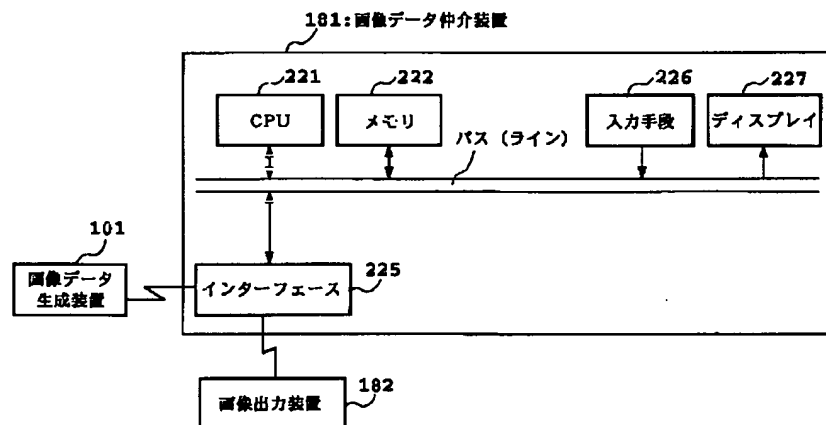 181:画像データ仲介装置
221
222
226
227
CPU
メモリ
入力手段
ディスプレイ
バス（ライン）
101
画像データ
生成装置
インターフェース
225
画像出力装置
182